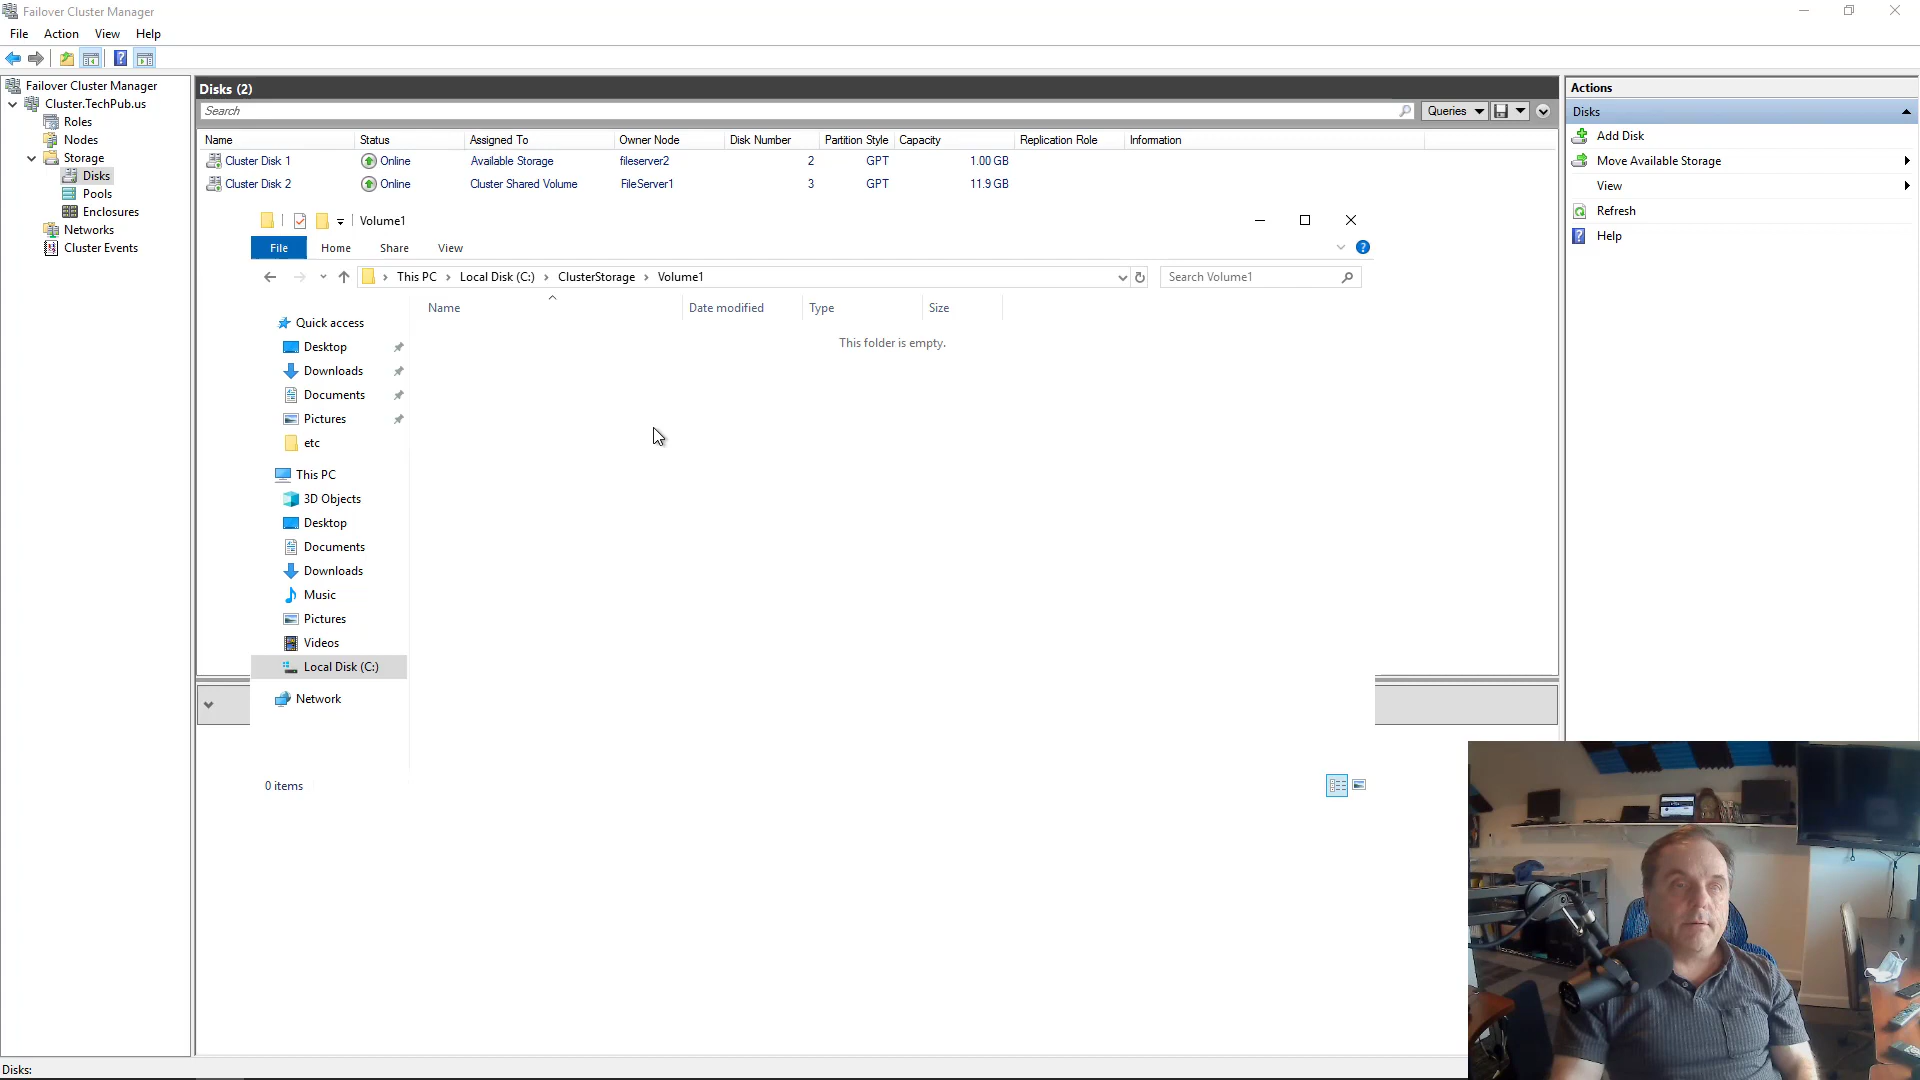 Failover Cluster Manager
File Action View Help
Failover Cluster Manager
Cluster.TechPub.us
Roles
Nodes
Storage
Disks
Pools
Enclosures
Networks
Cluster Events
Disks (2)
Search
Queries
Name Status Assigned To Owner Node Disk Number Partition Style Capacity Replication Role Information
Cluster Disk 1 Online Available Storage fileserver2 2 GPT 1.00 GB
Cluster Disk 2 Online Cluster Shared Volume FileServer1 3 GPT 11.9 GB
Volume1
File Home Share View
This PC Local Disk (C:) ClusterStorage Volume1
Search Volume1
Name Date modified Type Size
This folder is empty.
Quick access
Desktop
Downloads
Documents
Pictures
etc
This PC
3D Objects
Desktop
Documents
Downloads
Music
Pictures
Videos
Local Disk (C:)
Network
0 items
Actions
Disks
Add Disk
Move Available Storage
View
Refresh
Help
Disks: